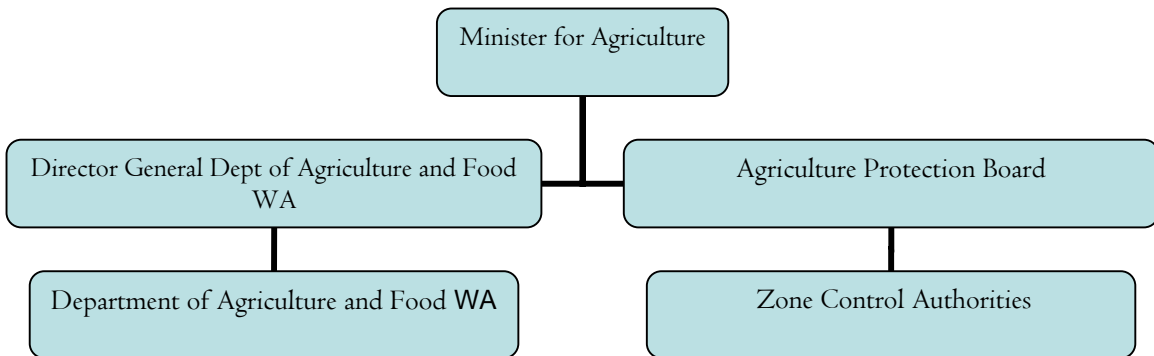 Minister for Agriculture
Director General Dept of Agriculture and Food
WA
Agriculture Protection Board
Department of Agriculture and Food WA
Zone Control Authorities